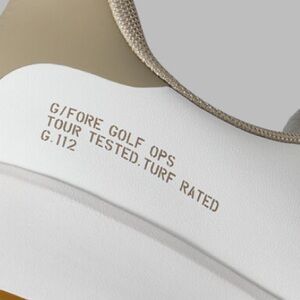 G/FORE GOLF OPS
TOUR TESTED.TURF RATED
G.112